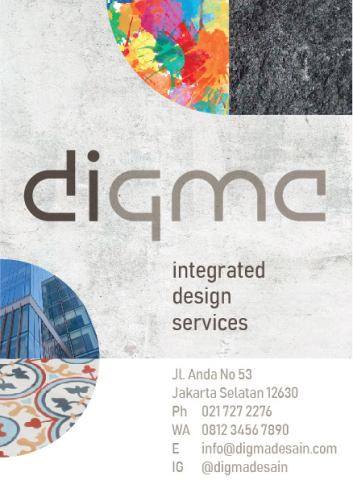 digma
integrated
design
services
Jl. Anda No 53
Jakarta Selatan 12630
Ph 021 727 2276
WA 0812 3456 7890
E info@digmadesain.com
IG @digmadesain